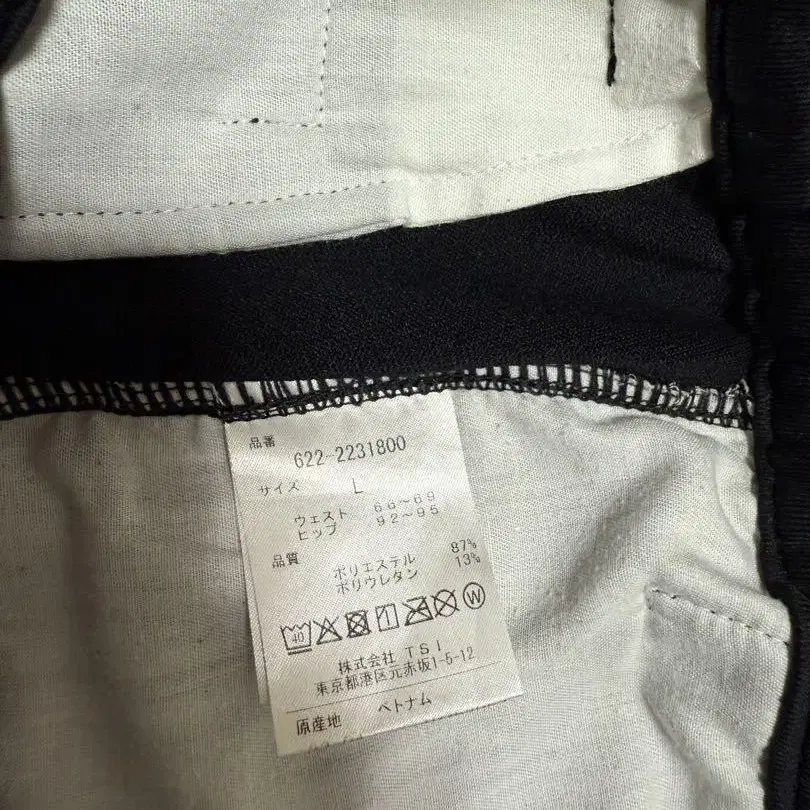 品番
622-2231800
サイズ L
ウェスト 66～69
ヒップ 92～95
品質
ポリエステル 87%
ポリウレタン 13%
40 W
株式会社 TSI
東京都港区元赤坂1-5-12
原産地 ベトナム